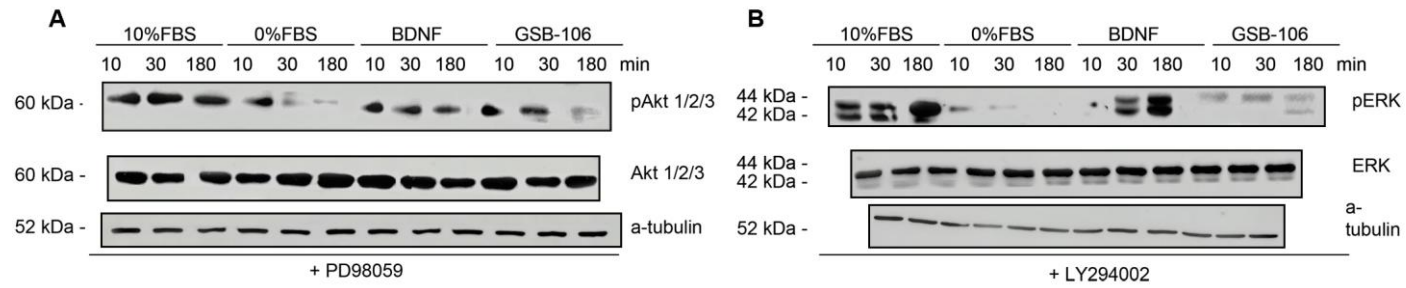 A
10%FBS 0%FBS BDNF GSB-106
10 30 180 10 30 180 10 30 180 10 30 180 min
60 kDa - pAkt 1/2/3
60 kDa - Akt 1/2/3
52 kDa - a-tubulin
+ PD98059
B
10%FBS 0%FBS BDNF GSB-106
10 30 180 10 30 180 10 30 180 10 30 180 min
44 kDa - pERK
42 kDa -
44 kDa - ERK
42 kDa -
52 kDa - a-
tubulin
+ LY294002